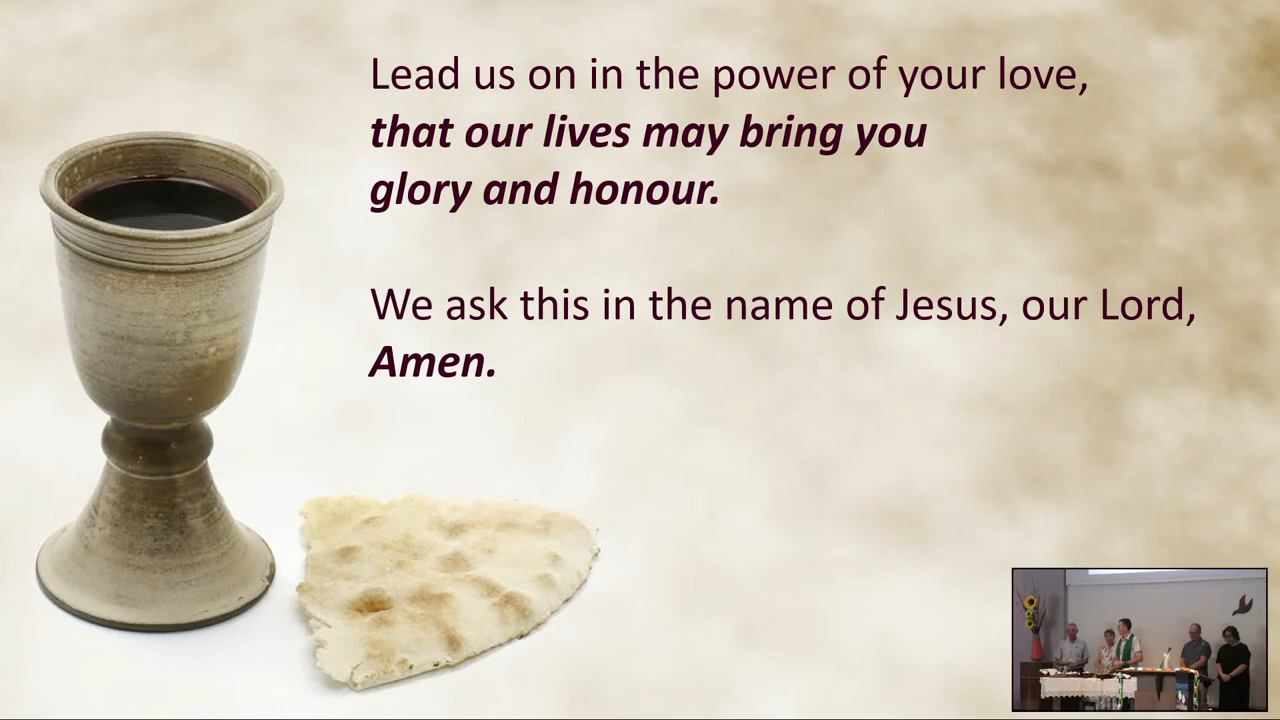 Lead us on in the power of your love,
that our lives may bring you
glory and honour.
We ask this in the name of Jesus, our Lord,
Amen.